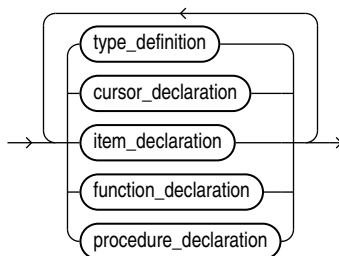 type_definition
cursor_declaration
item_declaration
function_declaration
procedure_declaration